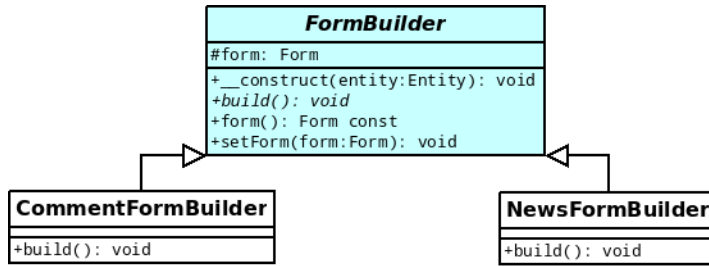 FormBuilder
#form: Form
+__construct(entity:Entity): void
+build(): void
+form(): Form const
+setForm(form:Form): void
CommentFormBuilder
+build(): void
NewsFormBuilder
+build(): void